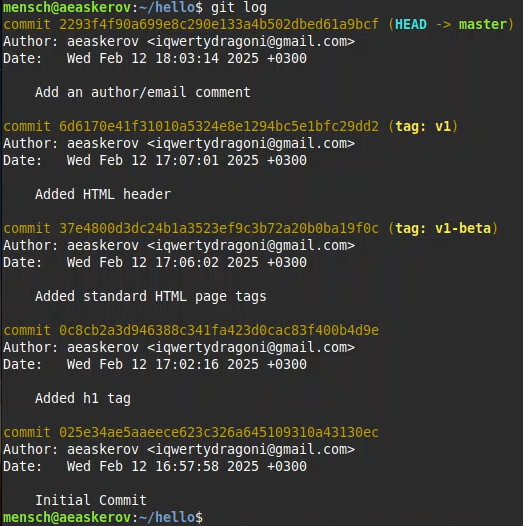 mensch@aeaskerov:~/hello$ git log
commit 2293f4f90a699e8c290e133a4b502dbed61a9bcf (HEAD -> master)
Author: aeaskerov <iqwertydragoni@gmail.com>
Date:   Wed Feb 12 18:03:14 2025 +0300
    Add an author/email comment
commit 6d6170e41f31010a5324e8e1294bc5e1bfc29dd2 (tag: v1)
Author: aeaskerov <iqwertydragoni@gmail.com>
Date:   Wed Feb 12 17:07:01 2025 +0300
    Added HTML header
commit 37e4800d3dc24b1a3523ef9c3b72a20b0ba19f0c (tag: v1-beta)
Author: aeaskerov <iqwertydragoni@gmail.com>
Date:   Wed Feb 12 17:06:02 2025 +0300
    Added standard HTML page tags
commit 0c8cb2a3d946388c341fa423d0cac83f400b4d9e
Author: aeaskerov <iqwertydragoni@gmail.com>
Date:   Wed Feb 12 17:02:16 2025 +0300
    Added h1 tag
commit 025e34ae5aaeece623c326a645109310a43130ec
Author: aeaskerov <iqwertydragoni@gmail.com>
Date:   Wed Feb 12 16:57:58 2025 +0300
    Initial Commit
mensch@aeaskerov:~/hello$